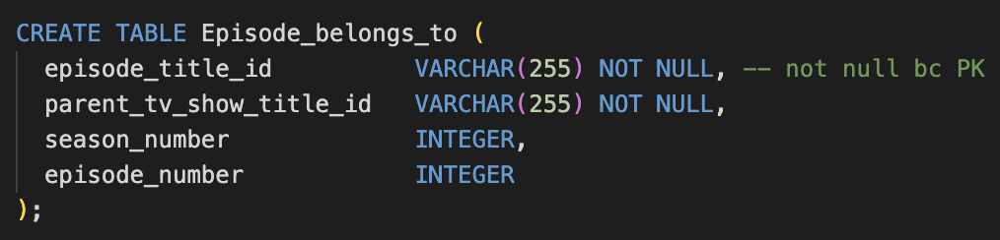 CREATE TABLE Episode_belongs_to (
episode_title_id VARCHAR(255) NOT NULL, -- not null bc PK
parent_tv_show_title_id VARCHAR(255) NOT NULL,
season_number INTEGER,
episode_number INTEGER
);